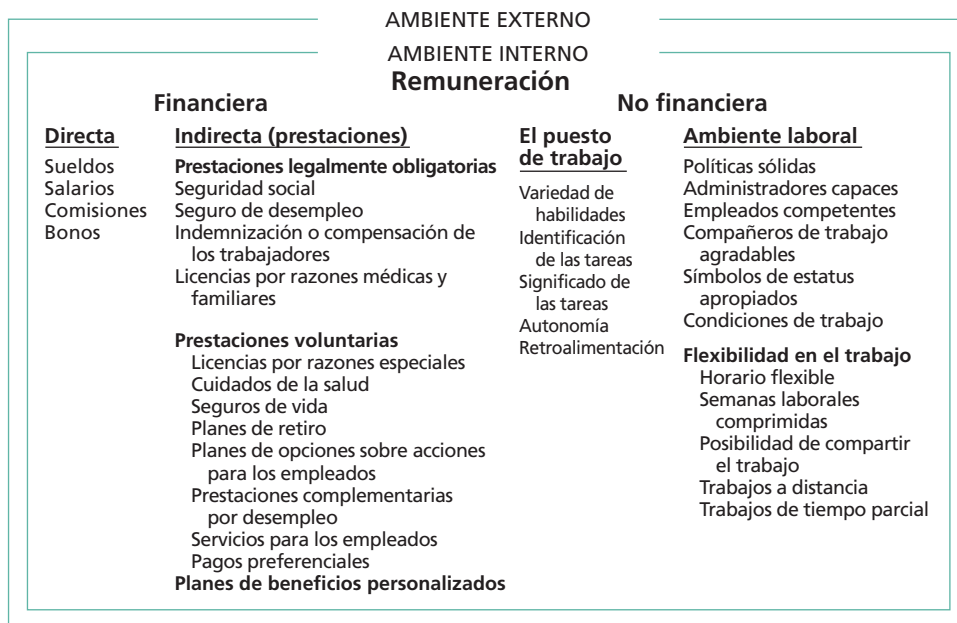 AMBIENTE EXTERNO
AMBIENTE INTERNO
Remuneración
Financiera
No financiera
Directa
Sueldos
Salarios
Comisiones
Bonos
Indirecta (prestaciones)
Prestaciones legalmente obligatorias
Seguridad social
Seguro de desempleo
Indemnización o compensación de
los trabajadores
Licencias por razones médicas y
familiares
Prestaciones voluntarias
Licencias por razones especiales
Cuidados de la salud
Seguros de vida
Planes de retiro
Planes de opciones sobre acciones
para los empleados
Prestaciones complementarias
por desempleo
Servicios para los empleados
Pagos preferenciales
Planes de beneficios personalizados
El puesto
de trabajo
Variedad de
habilidades
Identificación
de las tareas
Significado de
las tareas
Autonomía
Retroalimentación
Ambiente laboral
Políticas sólidas
Administradores capaces
Empleados competentes
Compañeros de trabajo
agradables
Símbolos de estatus
apropiados
Condiciones de trabajo
Flexibilidad en el trabajo
Horario flexible
Semanas laborales
comprimidas
Posibilidad de compartir
el trabajo
Trabajos a distancia
Trabajos de tiempo parcial